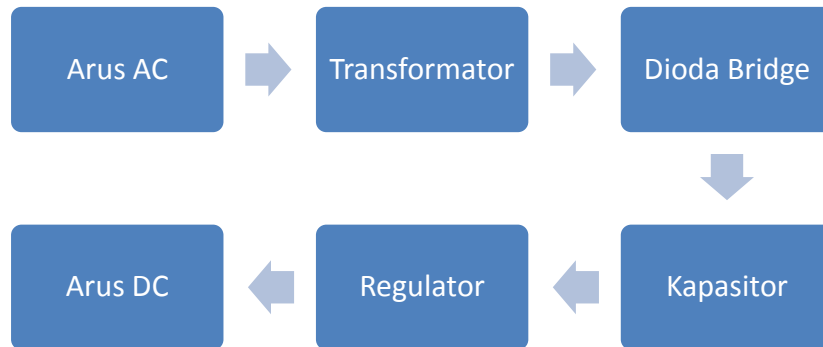 Arus AC
Transformator
Dioda Bridge
Kapasitor
Regulator
Arus DC